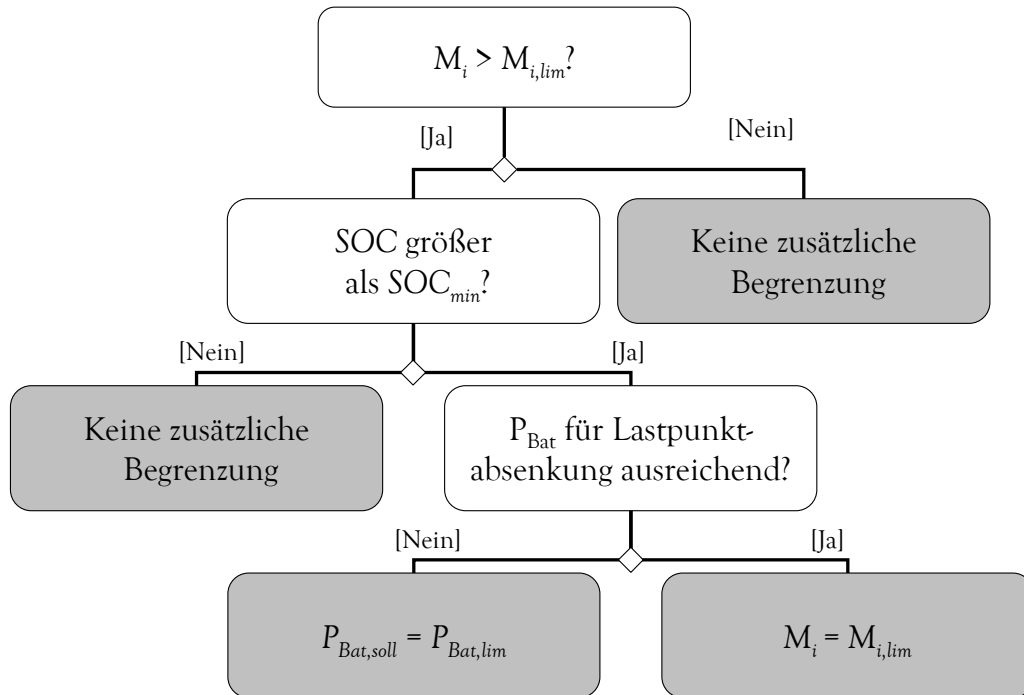 M_i > M_i,lim?
[Ja]
[Nein]
SOC größer
als SOC_min?
Keine zusätzliche
Begrenzung
[Nein]
[Ja]
Keine zusätzliche
Begrenzung
P_Bat für Lastpunkt-
absenkung ausreichend?
[Nein]
[Ja]
P_Bat,soll = P_Bat,lim
M_i = M_i,lim